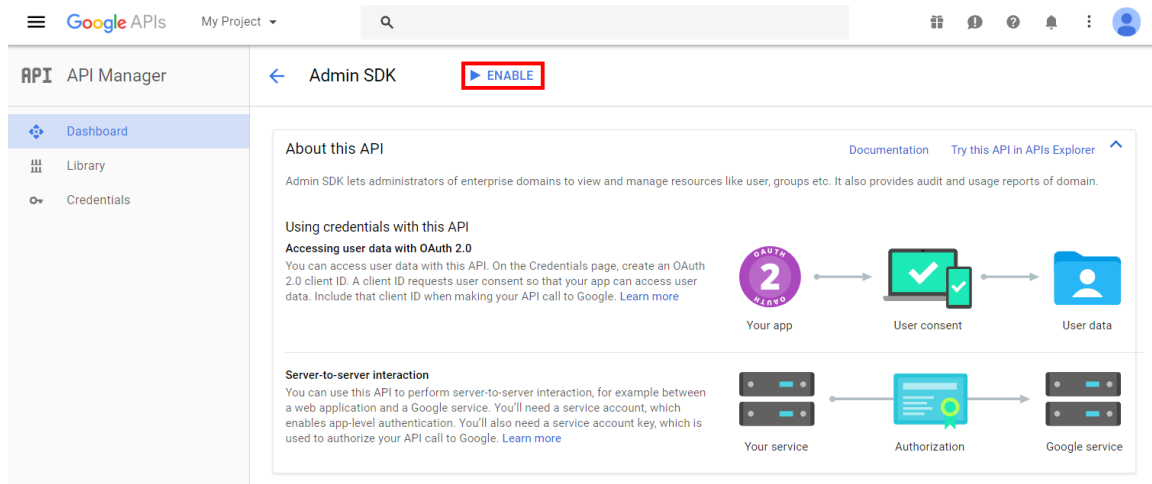 Google APIs My Project
API API Manager
Admin SDK ENABLE
Dashboard
Library
Credentials
About this API Documentation Try this API in APIs Explorer
Admin SDK lets administrators of enterprise domains to view and manage resources like user, groups etc. It also provides audit and usage reports of domain.
Using credentials with this API
Accessing user data with OAuth 2.0
You can access user data with this API. On the Credentials page, create an OAuth
2.0 client ID. A client ID requests user consent so that your app can access user
data. Include that client ID when making your API call to Google. Learn more
OAUTH
2
OAUTH
Your app User consent User data
Server-to-server interaction
You can use this API to perform server-to-server interaction, for example between
a web application and a Google service. You'll need a service account, which
enables app-level authentication. You'll also need a service account key, which is
used to authorize your API call to Google. Learn more
Your service Authorization Google service